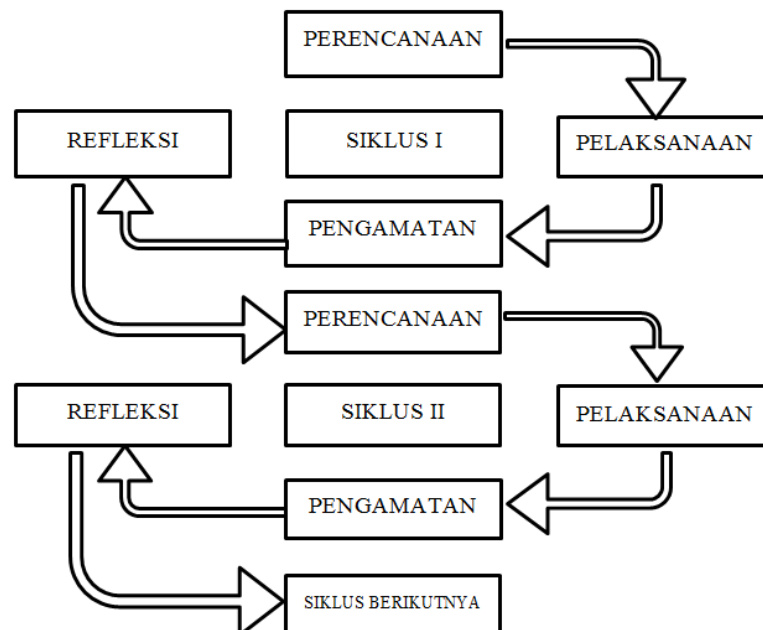 PERENCANAAN
REFLEKSI
SIKLUS I
PELAKSANAAN
PENGAMATAN
PERENCANAAN
REFLEKSI
SIKLUS II
PELAKSANAAN
PENGAMATAN
SIKLUS BERIKUTNYA